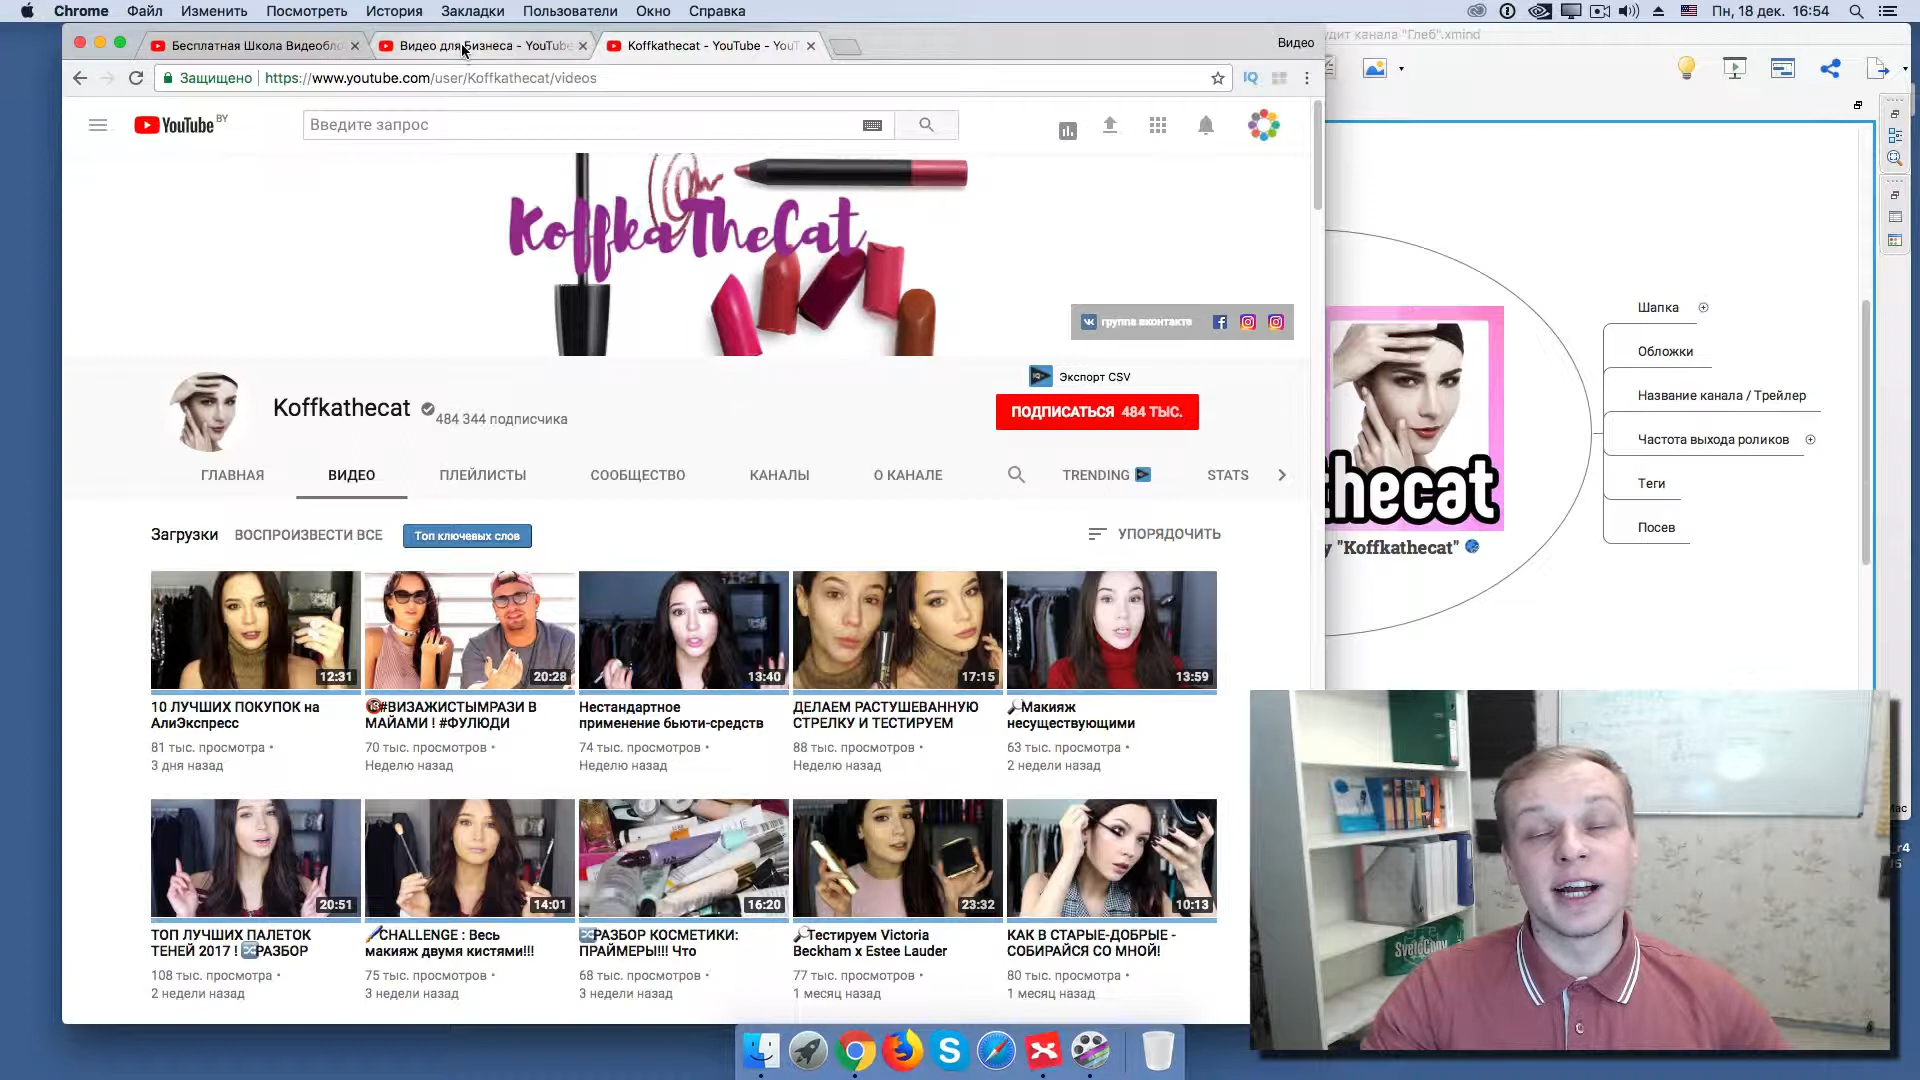 Chrome Файл Изменить Посмотреть История Закладки Пользователи Окно Справка
Пн, 18 дек. 16:54
Бесплатная Школа Видеобло
Видео для Бизнеса - YouTube
Koffkathecat - YouTube - YouT
Видео
удит канала "Глеб".xmind
Защищено
https://www.youtube.com/user/Koffkathecat/videos
IQ
YouTube BY
Введите запрос
KoffkaTheCat
группа вконтакте
Koffkathecat
484 344 подписчика
Экспорт CSV
ПОДПИСАТЬСЯ 484 ТЫС.
ГЛАВНАЯ ВИДЕО ПЛЕЙЛИСТЫ СООБЩЕСТВО КАНАЛЫ О КАНАЛЕ TRENDING STATS
Загрузки ВОСПРОИЗВЕСТИ ВСЕ Топ ключевых слов УПОРЯДОЧИТЬ
12:31 20:28 13:40 17:15 13:59
10 ЛУЧШИХ ПОКУПОК на
АлиЭкспресс
81 тыс. просмотра •
3 дня назад
#ВИЗАЖИСТЫМРАЗИ В
МАЙАМИ ! #ФУЛЮДИ
70 тыс. просмотров •
Неделю назад
Нестандартное
применение бьюти-средств
74 тыс. просмотров •
Неделю назад
ДЕЛАЕМ РАСТУШЕВАННУЮ
СТРЕЛКУ И ТЕСТИРУЕМ
88 тыс. просмотров •
Неделю назад
Макияж
несуществующими
63 тыс. просмотра •
2 недели назад
20:51 14:01 16:20 23:32 10:13
ТОП ЛУЧШИХ ПАЛЕТОК
ТЕНЕЙ 2017 ! РАЗБОР
108 тыс. просмотра •
2 недели назад
CHALLENGE : Весь
макияж двумя кистями!!!
75 тыс. просмотров •
3 недели назад
РАЗБОР КОСМЕТИКИ:
ПРАЙМЕРЫ!!! Что
68 тыс. просмотров •
3 недели назад
Тестируем Victoria
Beckham x Estee Lauder
77 тыс. просмотров •
1 месяц назад
КАК В СТАРЫЕ-ДОБРЫЕ -
СОБИРАЙСЯ СО МНОЙ!
80 тыс. просмотра •
1 месяц назад
thecat
y "Koffkathecat"
Шапка
Обложки
Название канала / Трейлер
Частота выхода роликов
Теги
Посев
SvetoCopy